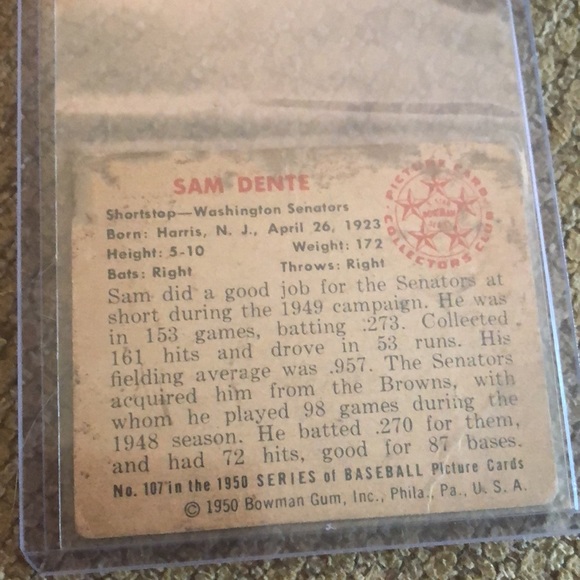 SAM DENTE
Shortstop—Washington Senators
Born: Harris, N. J., April 26, 1923
Height: 5-10 Weight: 172
Bats: Right Throws: Right
PICTURE CARD
COLLECTORS CLUB
Sam did a good job for the Senators at
short during the 1949 campaign. He was
in 153 games, batting .273. Collected
161 hits and drove in 53 runs. His
fielding average was .957. The Senators
acquired him from the Browns, with
whom he played 98 games during the
1948 season. He batted .270 for them,
and had 72 hits, good for 87 bases.
No. 107 in the 1950 SERIES of BASEBALL Picture Cards
© 1950 Bowman Gum, Inc., Phila., Pa., U. S. A.